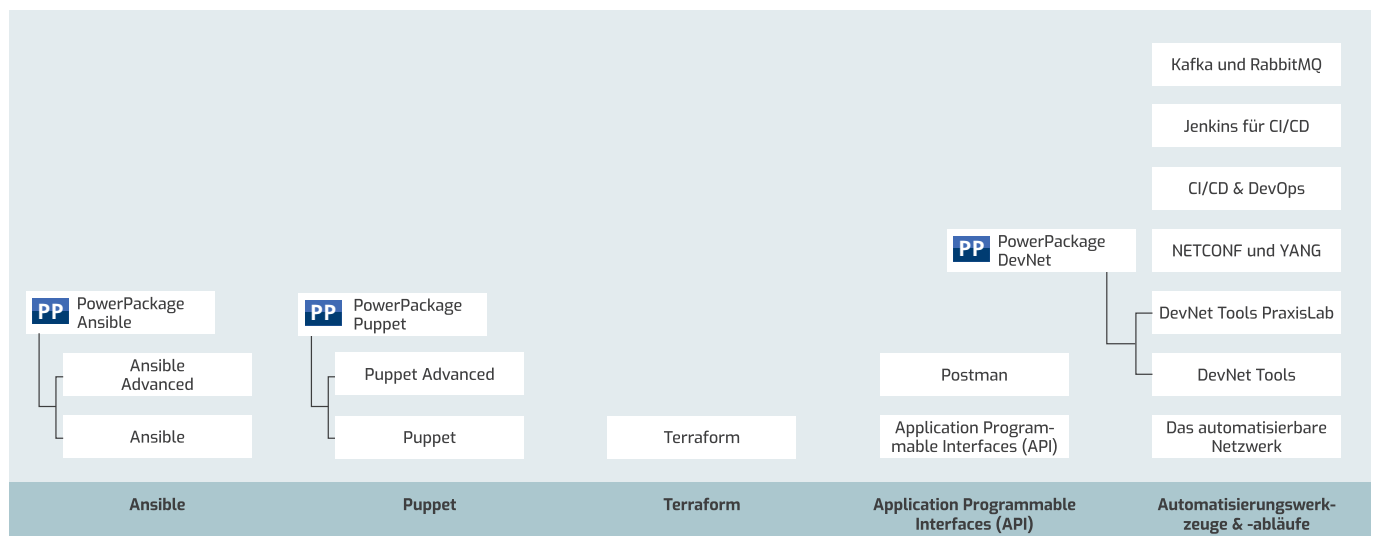 Kafka und RabbitMQ
Jenkins für CI/CD
CI/CD & DevOps
PP
PowerPackage
DevNet
NETCONF und YANG
PP
PowerPackage
Ansible
PP
PowerPackage
Puppet
DevNet Tools PraxisLab
Ansible
Advanced
Puppet Advanced
Postman
DevNet Tools
Ansible
Puppet
Terraform
Application Program-
mable Interfaces (API)
Das automatisierbare
Netzwerk
Ansible
Puppet
Terraform
Application Programmable
Interfaces (API)
Automatisierungswerk-
zeuge & -abläufe